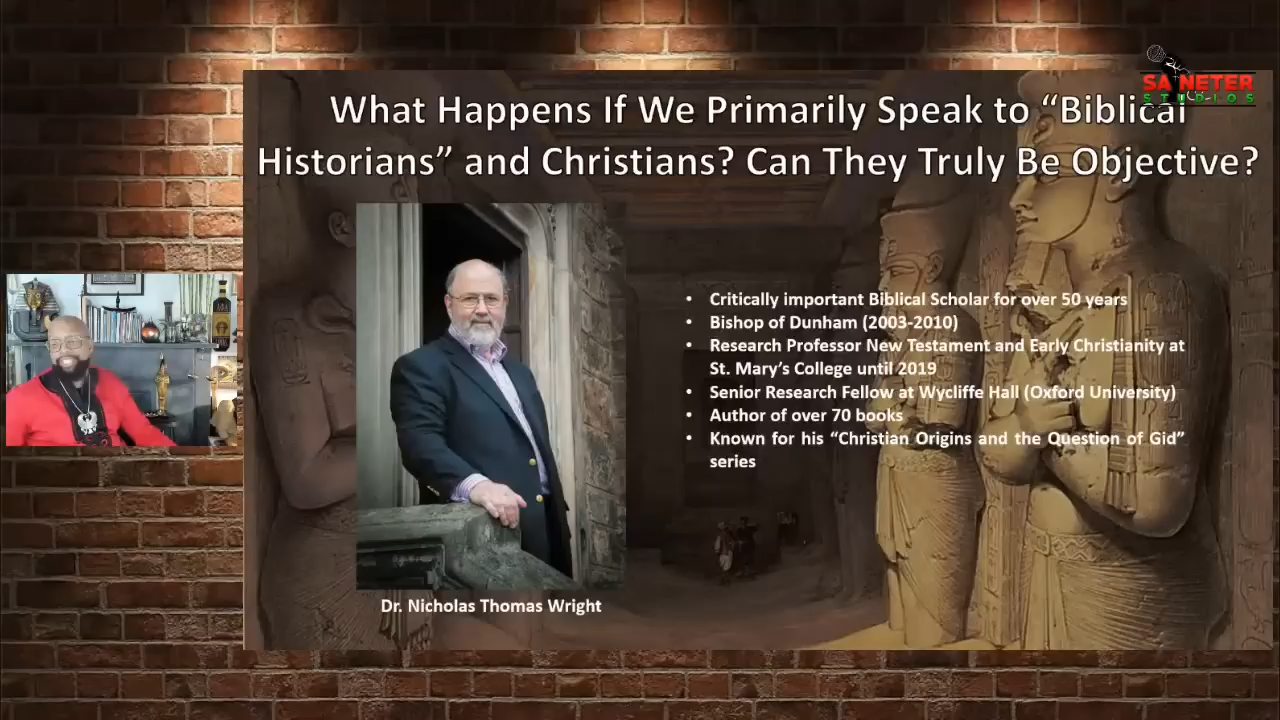 SA NETER
STUDIOS
What Happens If We Primarily Speak to “Biblical
Historians” and Christians? Can They Truly Be Objective?
• Critically important Biblical Scholar for over 50 years
• Bishop of Dunham (2003-2010)
• Research Professor New Testament and Early Christianity at
St. Mary’s College until 2019
• Senior Research Fellow at Wycliffe Hall (Oxford University)
• Author of over 70 books
• Known for his “Christian Origins and the Question of Gid”
series
Dr. Nicholas Thomas Wright